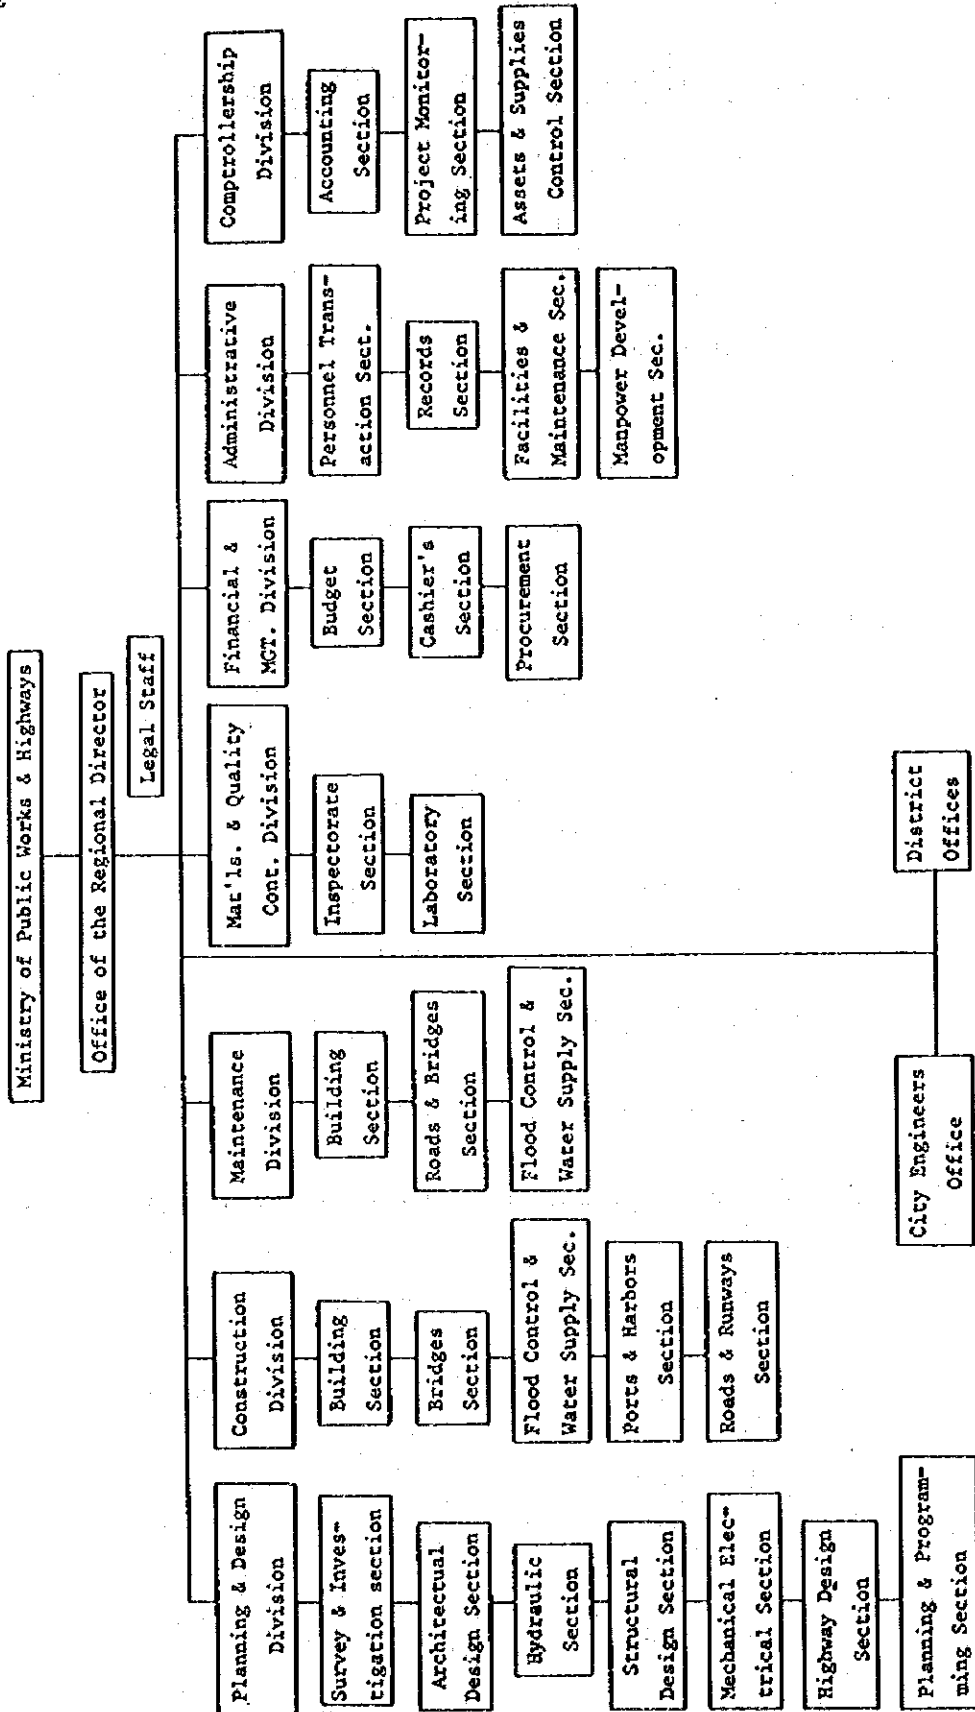 Ministry of Public Works & Highways
Office of the Regional Director
Legal Staff
Planning & Design
Division
Survey & Inves-
tigation section
Architectual
Design Section
Hydraulic
Section
Structural
Design Section
Mechanical Elec-
trical Section
Highway Design
Section
Planning & Program-
ming Section
Construction
Division
Building
Section
Bridges
Section
Flood Control &
Water Supply Sec.
Ports & Harbors
Section
Roads & Runways
Section
Maintenance
Division
Building
Section
Roads & Bridges
Section
Flood Control &
Water Supply Sec.
Mat'ls. & Quality
Cont. Division
Inspectorate
Section
Laboratory
Section
Financial &
MGT. Division
Budget
Section
Cashier's
Section
Procurement
Section
Administrative
Division
Personnel Trans-
action Sect.
Records
Section
Facilities &
Maintenance Sec.
Manpower Devel-
opment Sec.
Comptrollership
Division
Accounting
Section
Project Monitor-
ing Section
Assets & Supplies
Control Section
City Engineers
Office
District
Offices